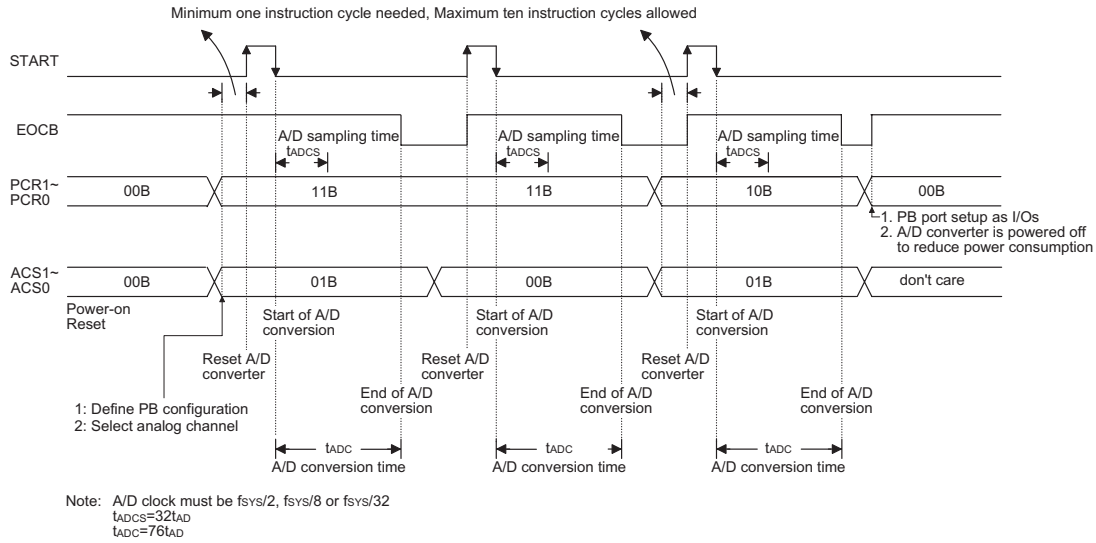 Minimum one instruction cycle needed, Maximum ten instruction cycles allowed
START
EOCB
A/D sampling time
tADCS
A/D sampling time
tADCS
A/D sampling time
tADCS
PCR1~
PCR0
00B
11B
11B
10B
00B
1. PB port setup as I/Os
2. A/D converter is powered off
to reduce power consumption
ACS1~
ACS0
00B
01B
00B
01B
don't care
Power-on
Reset
Start of A/D
conversion
Start of A/D
conversion
Start of A/D
conversion
Reset A/D
converter
Reset A/D
converter
Reset A/D
converter
1: Define PB configuration
2: Select analog channel
End of A/D
conversion
End of A/D
conversion
End of A/D
conversion
tADC
A/D conversion time
tADC
A/D conversion time
tADC
A/D conversion time
Note: A/D clock must be fSYS/2, fSYS/8 or fSYS/32
tADCS=32tAD
tADC=76tAD